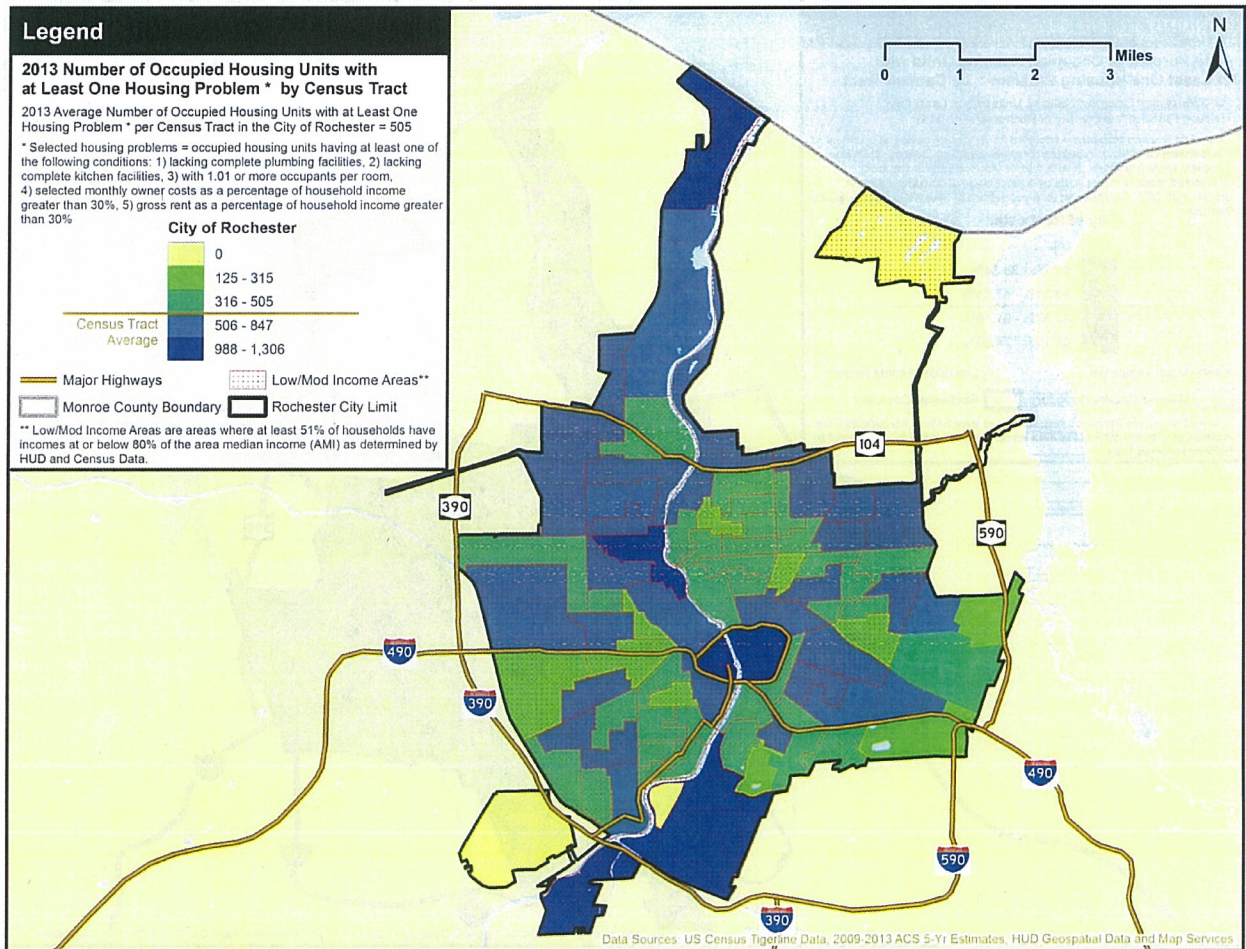 Legend
2013 Number of Occupied Housing Units with
at Least One Housing Problem * by Census Tract
2013 Average Number of Occupied Housing Units with at Least One
Housing Problem * per Census Tract in the City of Rochester = 505
* Selected housing problems = occupied housing units having at least one of
the following conditions: 1) lacking complete plumbing facilities, 2) lacking
complete kitchen facilities, 3) with 1.01 or more occupants per room,
4) selected monthly owner costs as a percentage of household income
greater than 30%, 5) gross rent as a percentage of household income greater
than 30%
City of Rochester
0
125 - 315
316 - 505
Census Tract
Average
506 - 847
988 - 1,306
Major Highways
Low/Mod Income Areas**
Monroe County Boundary
Rochester City Limit
** Low/Mod Income Areas are areas where at least 51% of households have
incomes at or below 80% of the area median income (AMI) as determined by
HUD and Census Data.
N
Miles
0 1 2 3
104
390
590
490
390
490
590
390
Data Sources: US Census Tigerline Data, 2009-2013 ACS 5-Yr Estimates, HUD Geospatial Data and Map Services